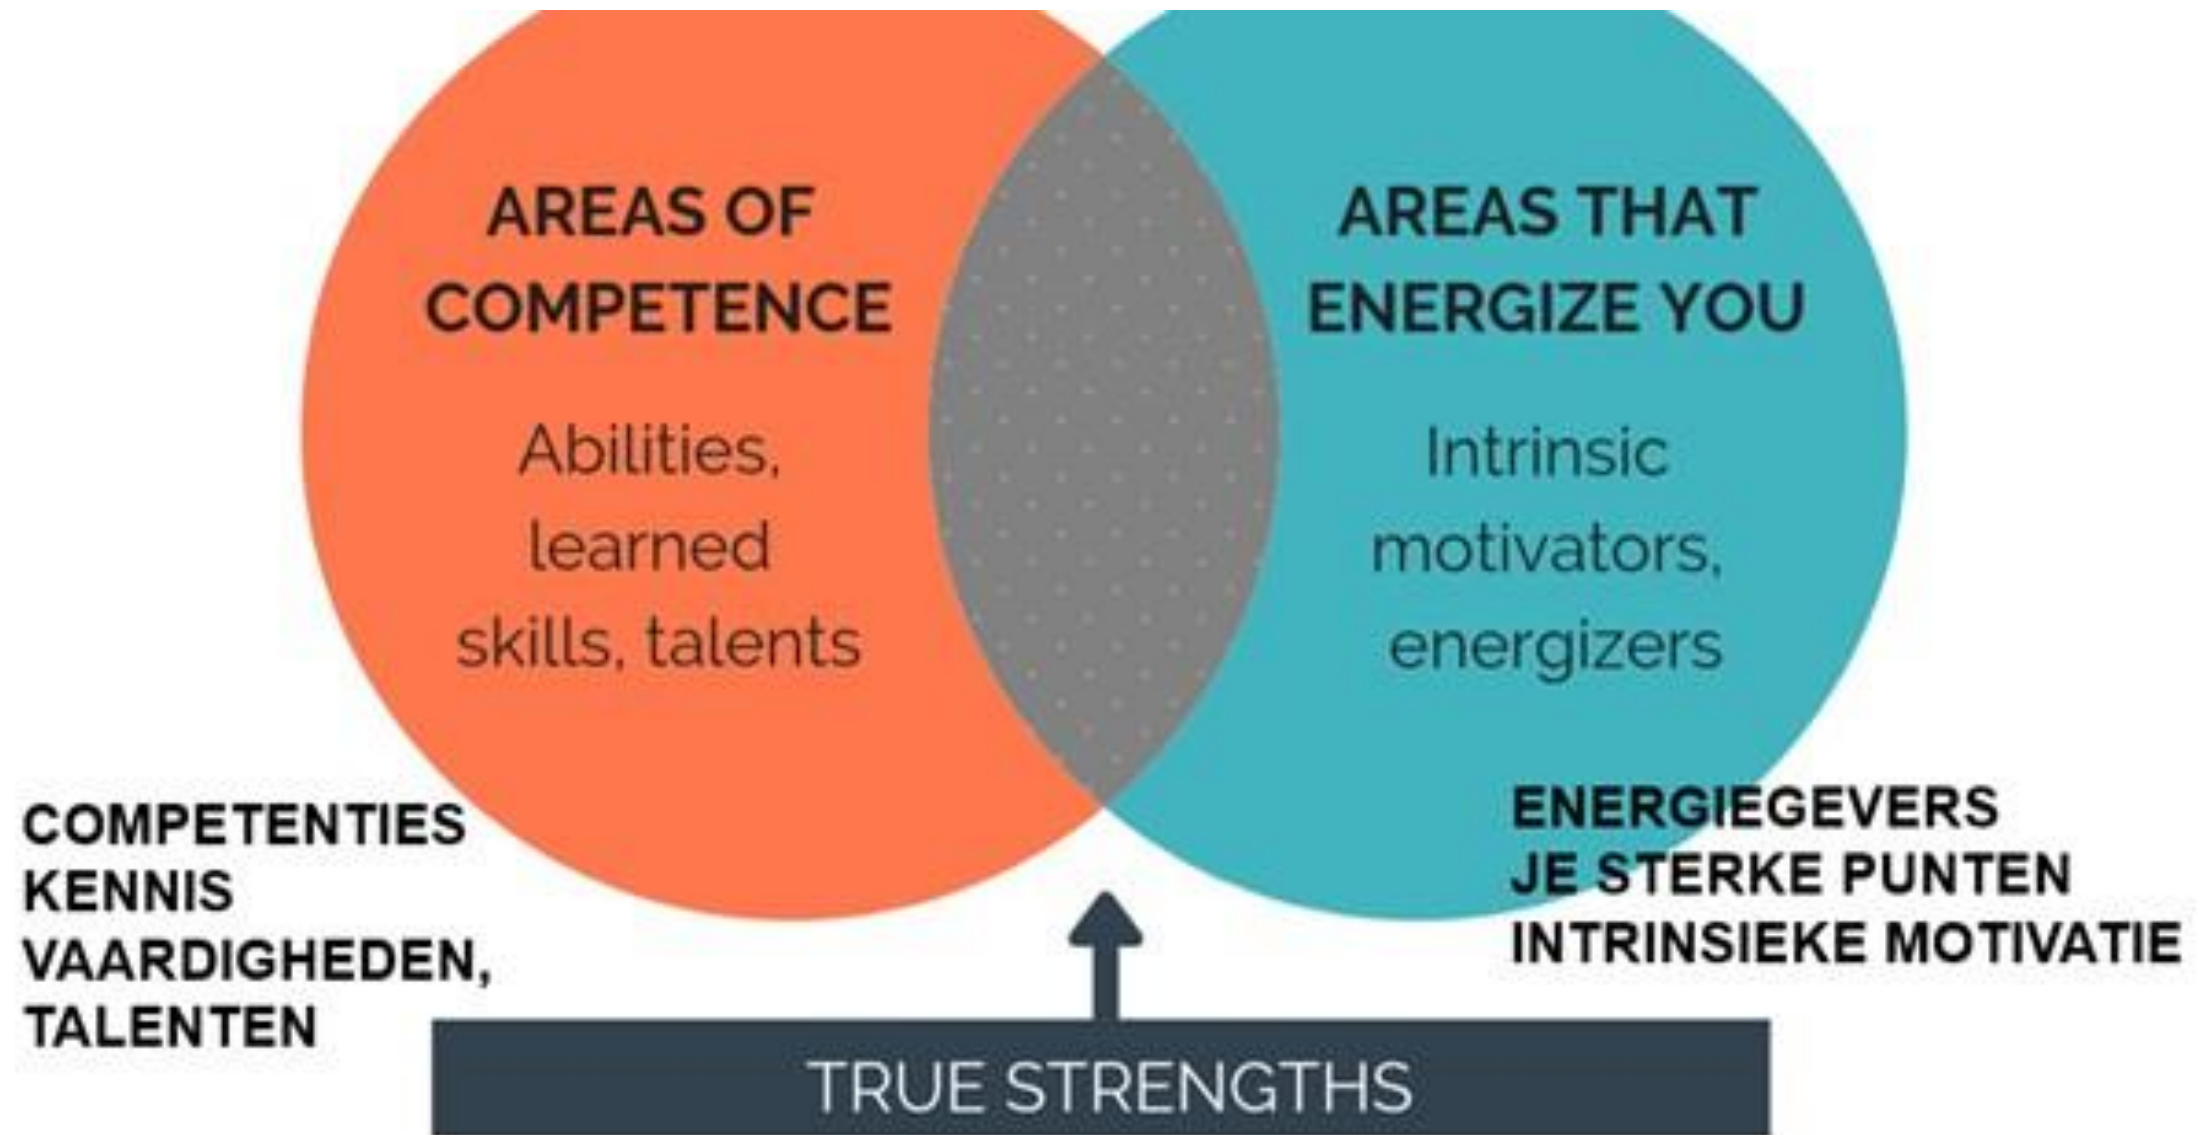 AREAS OF
COMPETENCE
Abilities,
learned
skills, talents
AREAS THAT
ENERGIZE YOU
Intrinsic
motivators,
energizers
COMPETENTIES
KENNIS
VAARDIGHEDEN,
TALENTEN
ENERGIEGEVERS
JE STERKE PUNTEN
INTRINSIEKE MOTIVATIE
TRUE STRENGTHS